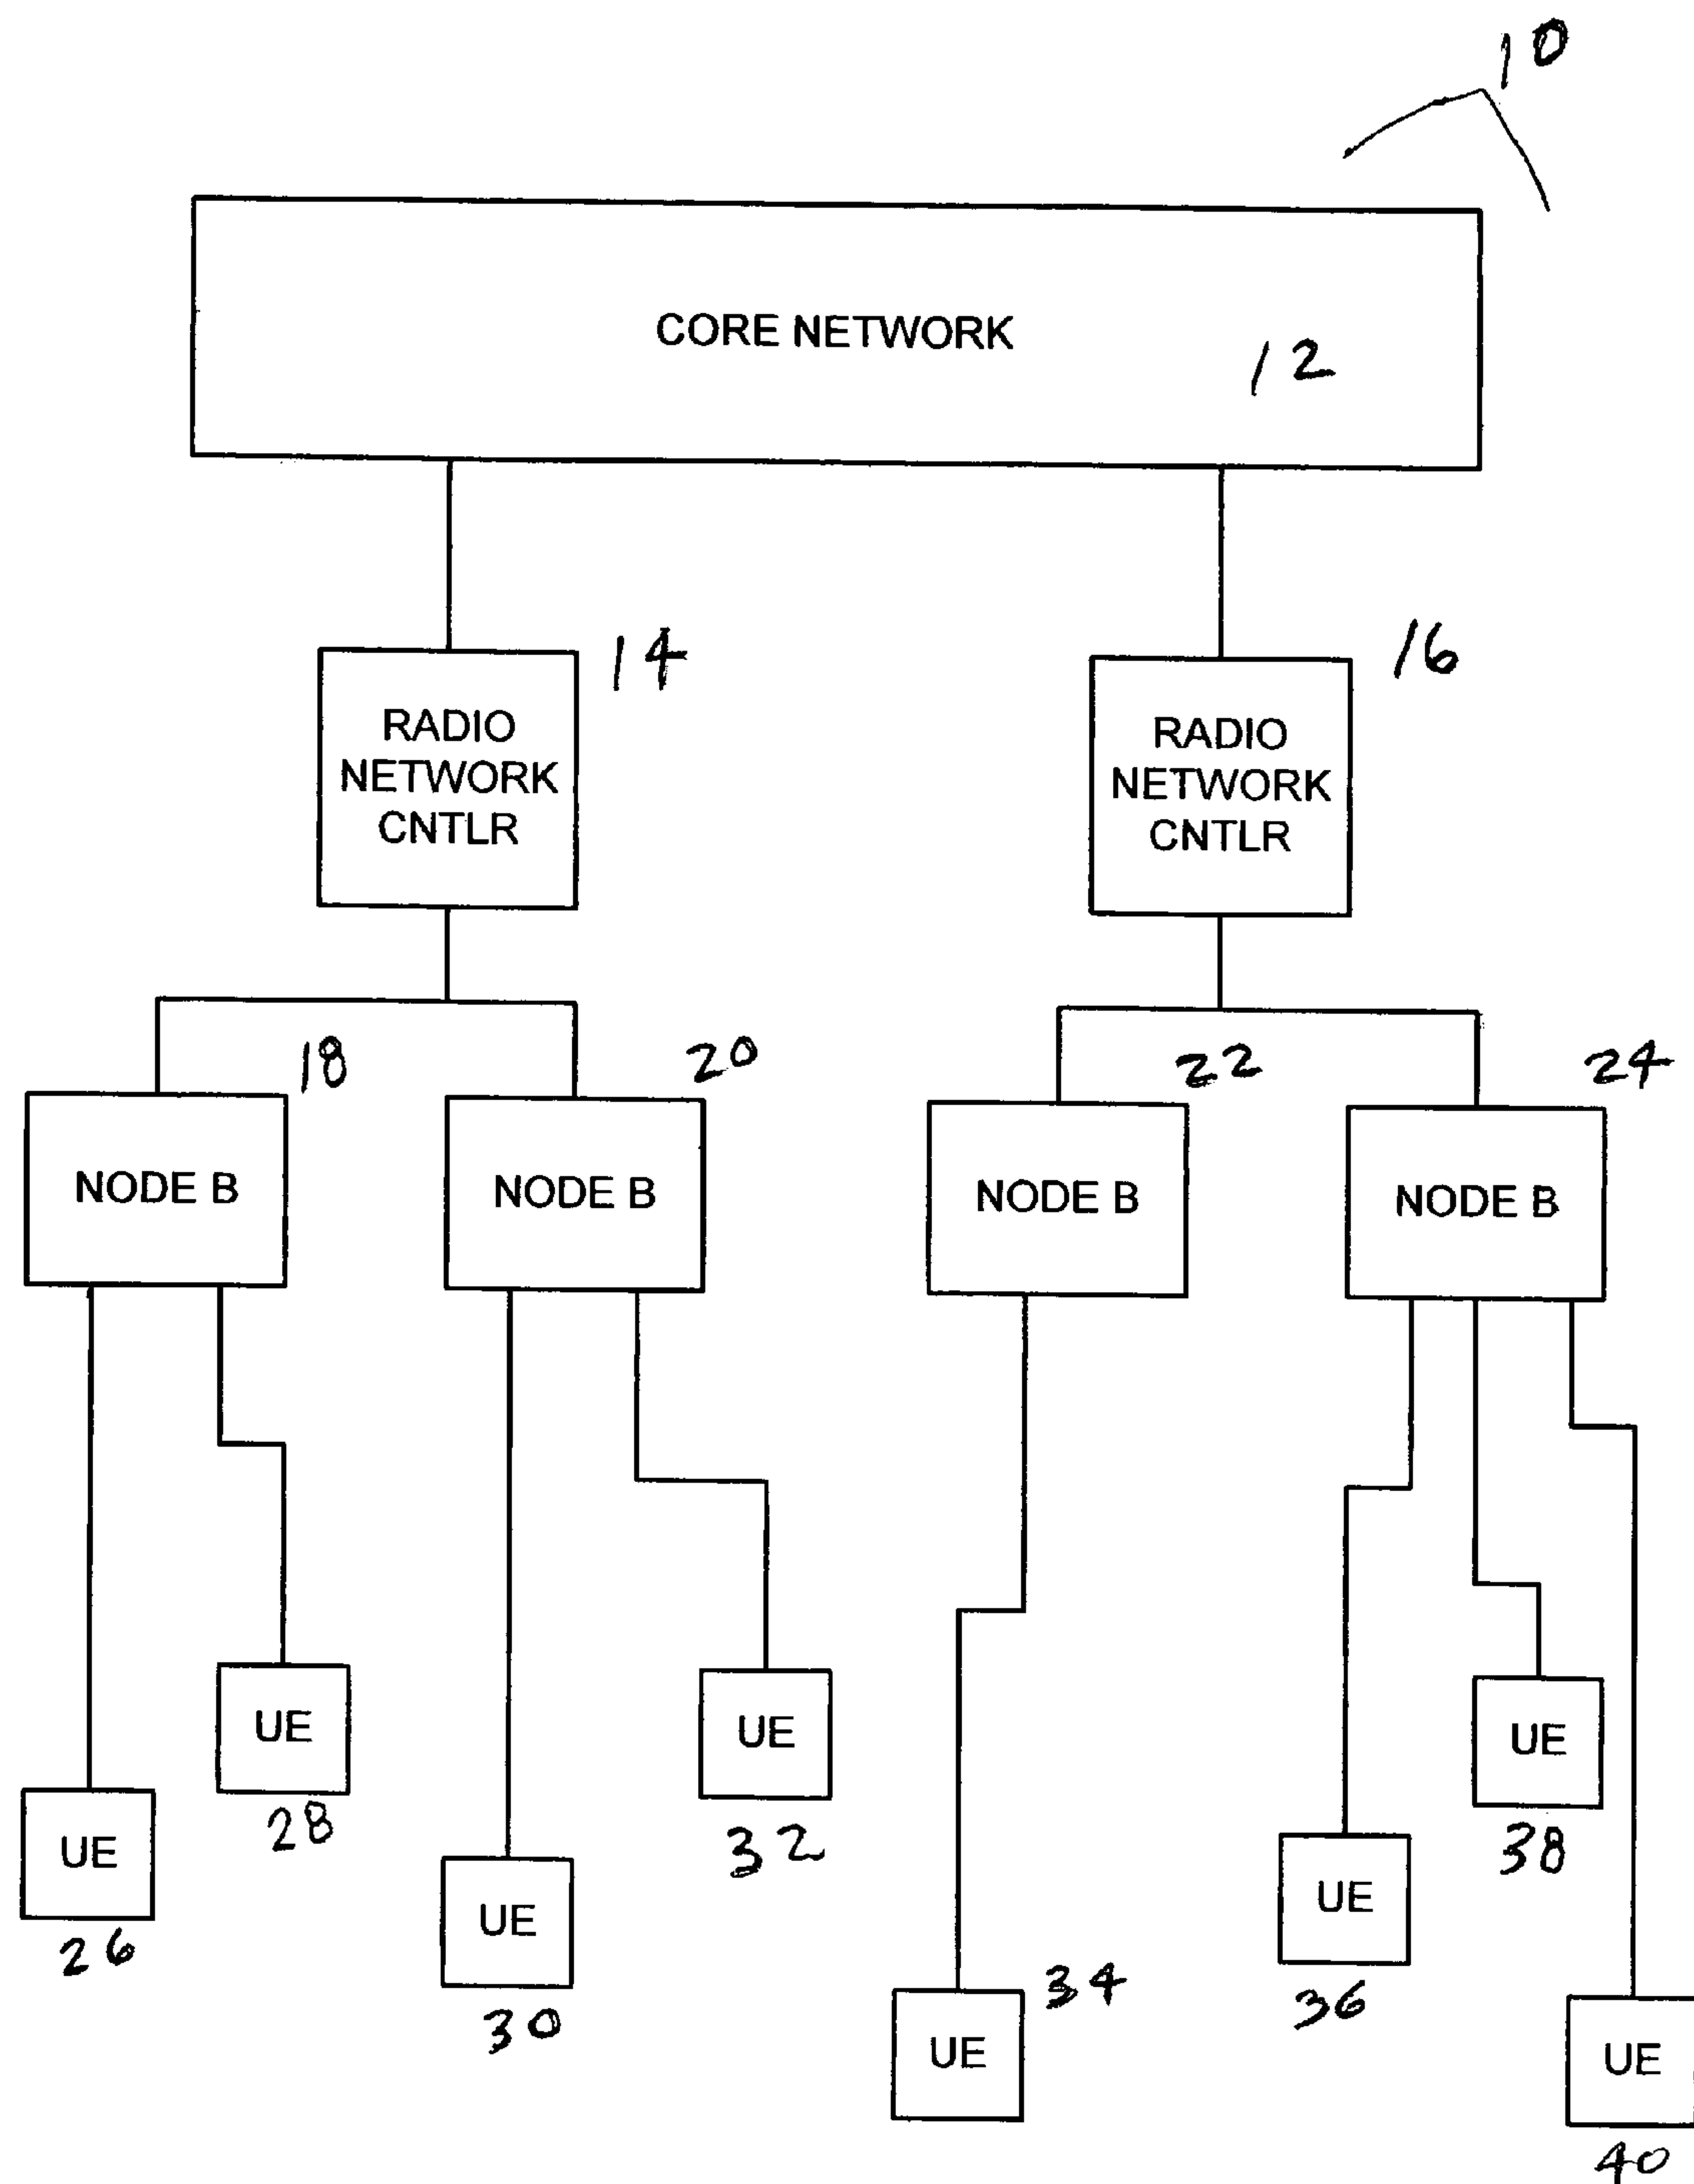 10
CORE NETWORK
12
14
16
RADIO
NETWORK
CNTLR
RADIO
NETWORK
CNTLR
18
20
22
24
NODE B
NODE B
NODE B
NODE B
UE
28
UE
32
UE
38
UE
26
UE
36
UE
30
UE
34
UE
40